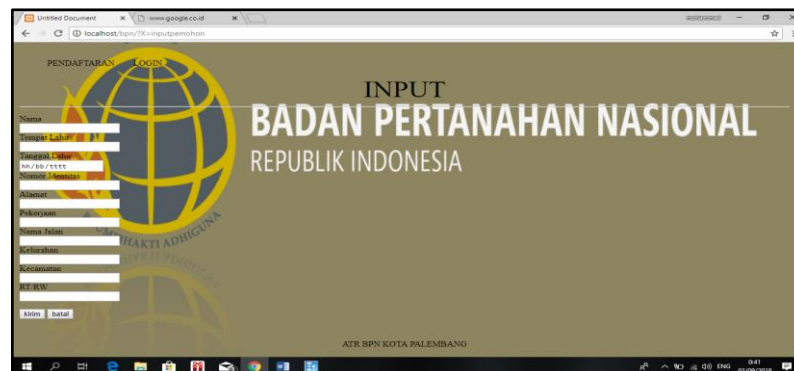 Untitled Document
www.google.co.id
localhost/bpn/?X=inputpemohon
PENDAFTARAN LOGIN
INPUT
BADAN PERTANAHAN NASIONAL
REPUBLIK INDONESIA
Nama
Tempat Lahir
Tanggal Lahir
hh/bb/tttt
Nomor Identitas
Alamat
Pekerjaan
Nama Jalan
Kelurahan
Kecamatan
RT/RW
BHAKTI ADHIGUNA
kirim batal
ATR BPN KOTA PALEMBANG
ENG
0:41